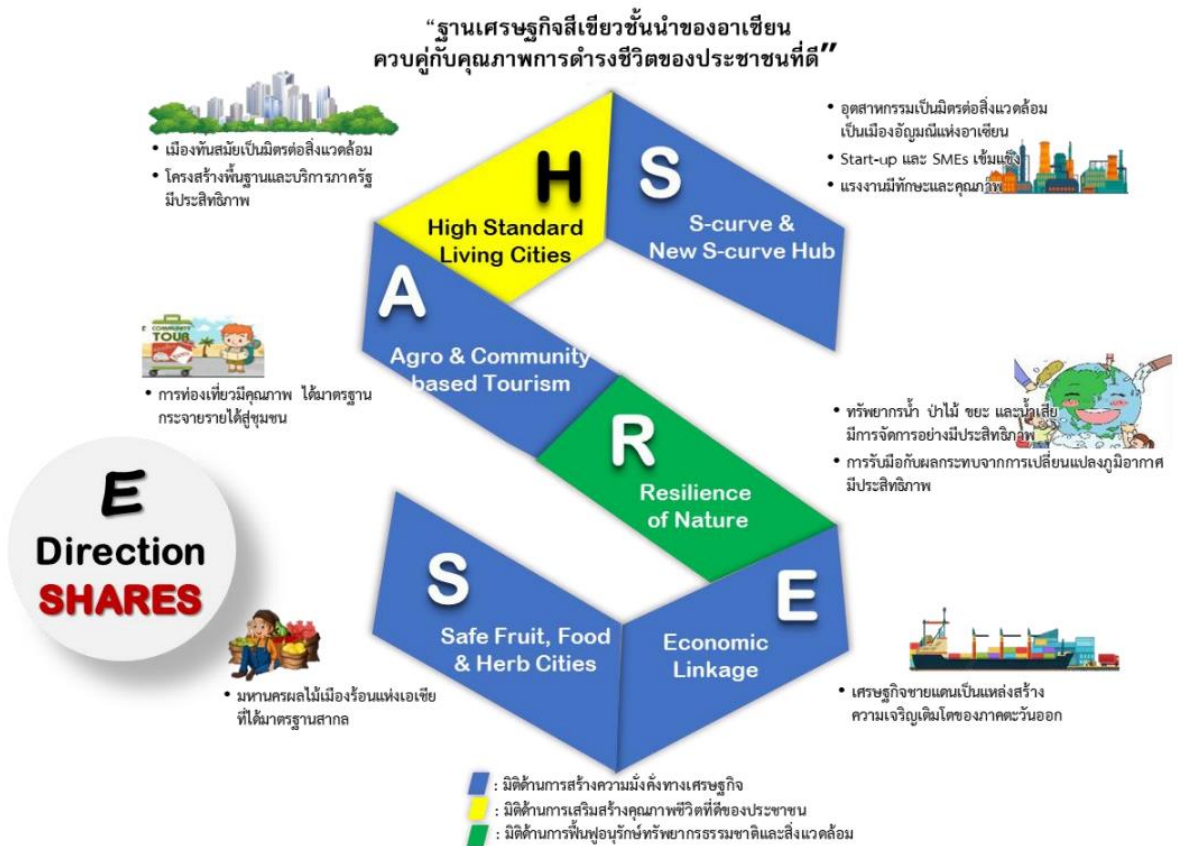 “ฐานเศรษฐกิจสีเขียวชั้นนำของอาเซียน
ควบคู่กับคุณภาพการดำรงชีวิตของประชาชนที่ดี”
• เมืองทันสมัยเป็นมิตรต่อสิ่งแวดล้อม
• โครงสร้างพื้นฐานและบริการภาครัฐ
มีประสิทธิภาพ
H
High Standard
Living Cities
S
S-curve &
New S-curve Hub
• อุตสาหกรรมเป็นมิตรต่อสิ่งแวดล้อม
เป็นเมืองอัญมณีแห่งอาเซียน
• Start-up และ SMEs เข้มแข็ง
• แรงงานมีทักษะและคุณภาพ
COMMUNITY
TOUR
• การท่องเที่ยวมีคุณภาพ ได้มาตรฐาน
กระจายรายได้สู่ชุมชน
A
Agro & Community
based Tourism
R
Resilience
of Nature
• ทรัพยากรน้ำ ป่าไม้ ขยะ และน้ำเสีย
มีการจัดการอย่างมีประสิทธิภาพ
• การรับมือกับผลกระทบจากการเปลี่ยนแปลงภูมิอากาศ
มีประสิทธิภาพ
E
Direction
SHARES
• มหานครผลไม้เมืองร้อนแห่งเอเชีย
ที่ได้มาตรฐานสากล
S
Safe Fruit, Food
& Herb Cities
E
Economic
Linkage
• เศรษฐกิจชายแดนเป็นแหล่งสร้าง
ความเจริญเติมโตของภาคตะวันออก
: มิติด้านการสร้างความมั่งคั่งทางเศรษฐกิจ
: มิติด้านการเสริมสร้างคุณภาพชีวิตที่ดีของประชาชน
: มิติด้านการฟื้นฟูอนุรักษ์ทรัพยากรธรรมชาติและสิ่งแวดล้อม